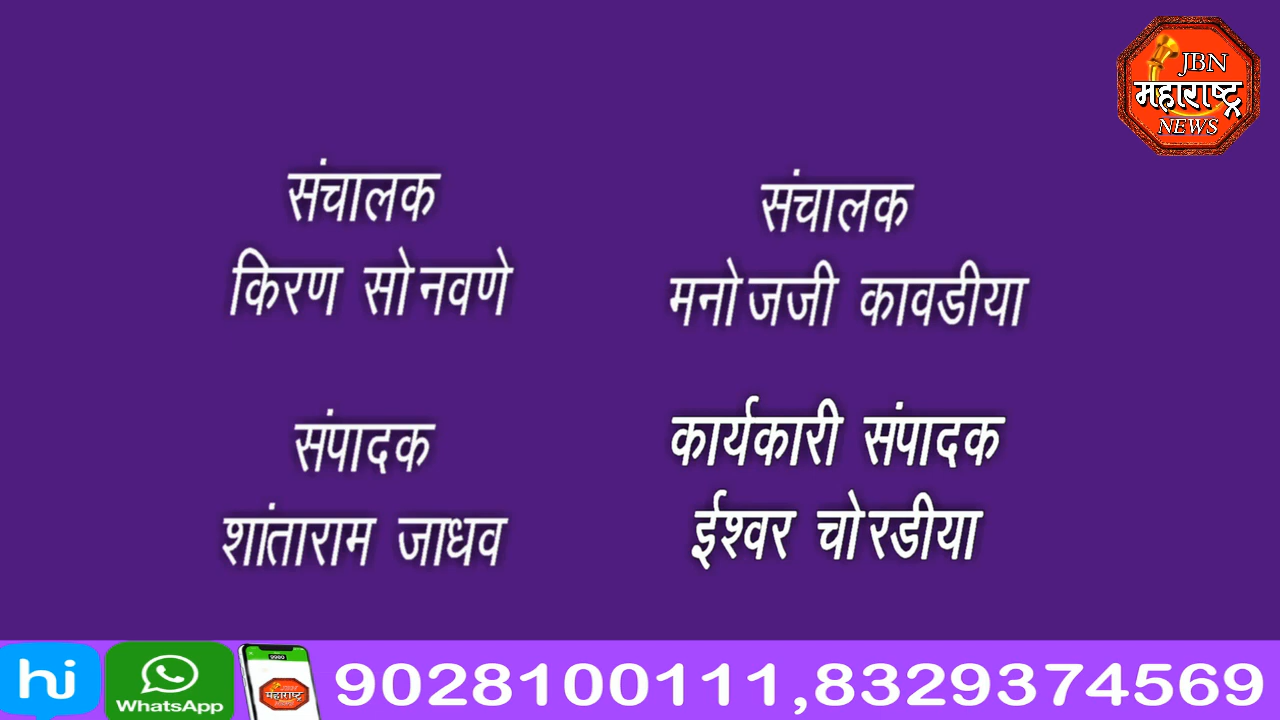 JBN
महाराष्ट्र
NEWS
संचालक
किरण सोनवणे
संचालक
मनोजजी कावडीया
संपादक
शांताराम जाधव
कार्यकारी संपादक
ईश्वर चोरडीया
hi
WhatsApp
महाराष्ट्र
9028100111,8329374569